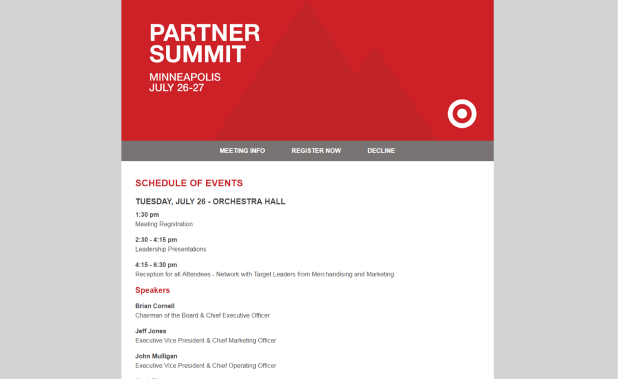 PARTNER
SUMMIT
MINNEAPOLIS
JULY 26-27
MEETING INFO REGISTER NOW DECLINE
SCHEDULE OF EVENTS
TUESDAY, JULY 26 - ORCHESTRA HALL
1:30 pm
Meeting Registration
2:30 - 4:15 pm
Leadership Presentations
4:15 - 6:30 pm
Reception for all Attendees - Network with Target Leaders from Merchandising and Marketing
Speakers
Brian Cornell
Chairman of the Board & Chief Executive Officer
Jeff Jones
Executive Vice President & Chief Marketing Officer
John Mulligan
Executive Vice President & Chief Operating Officer